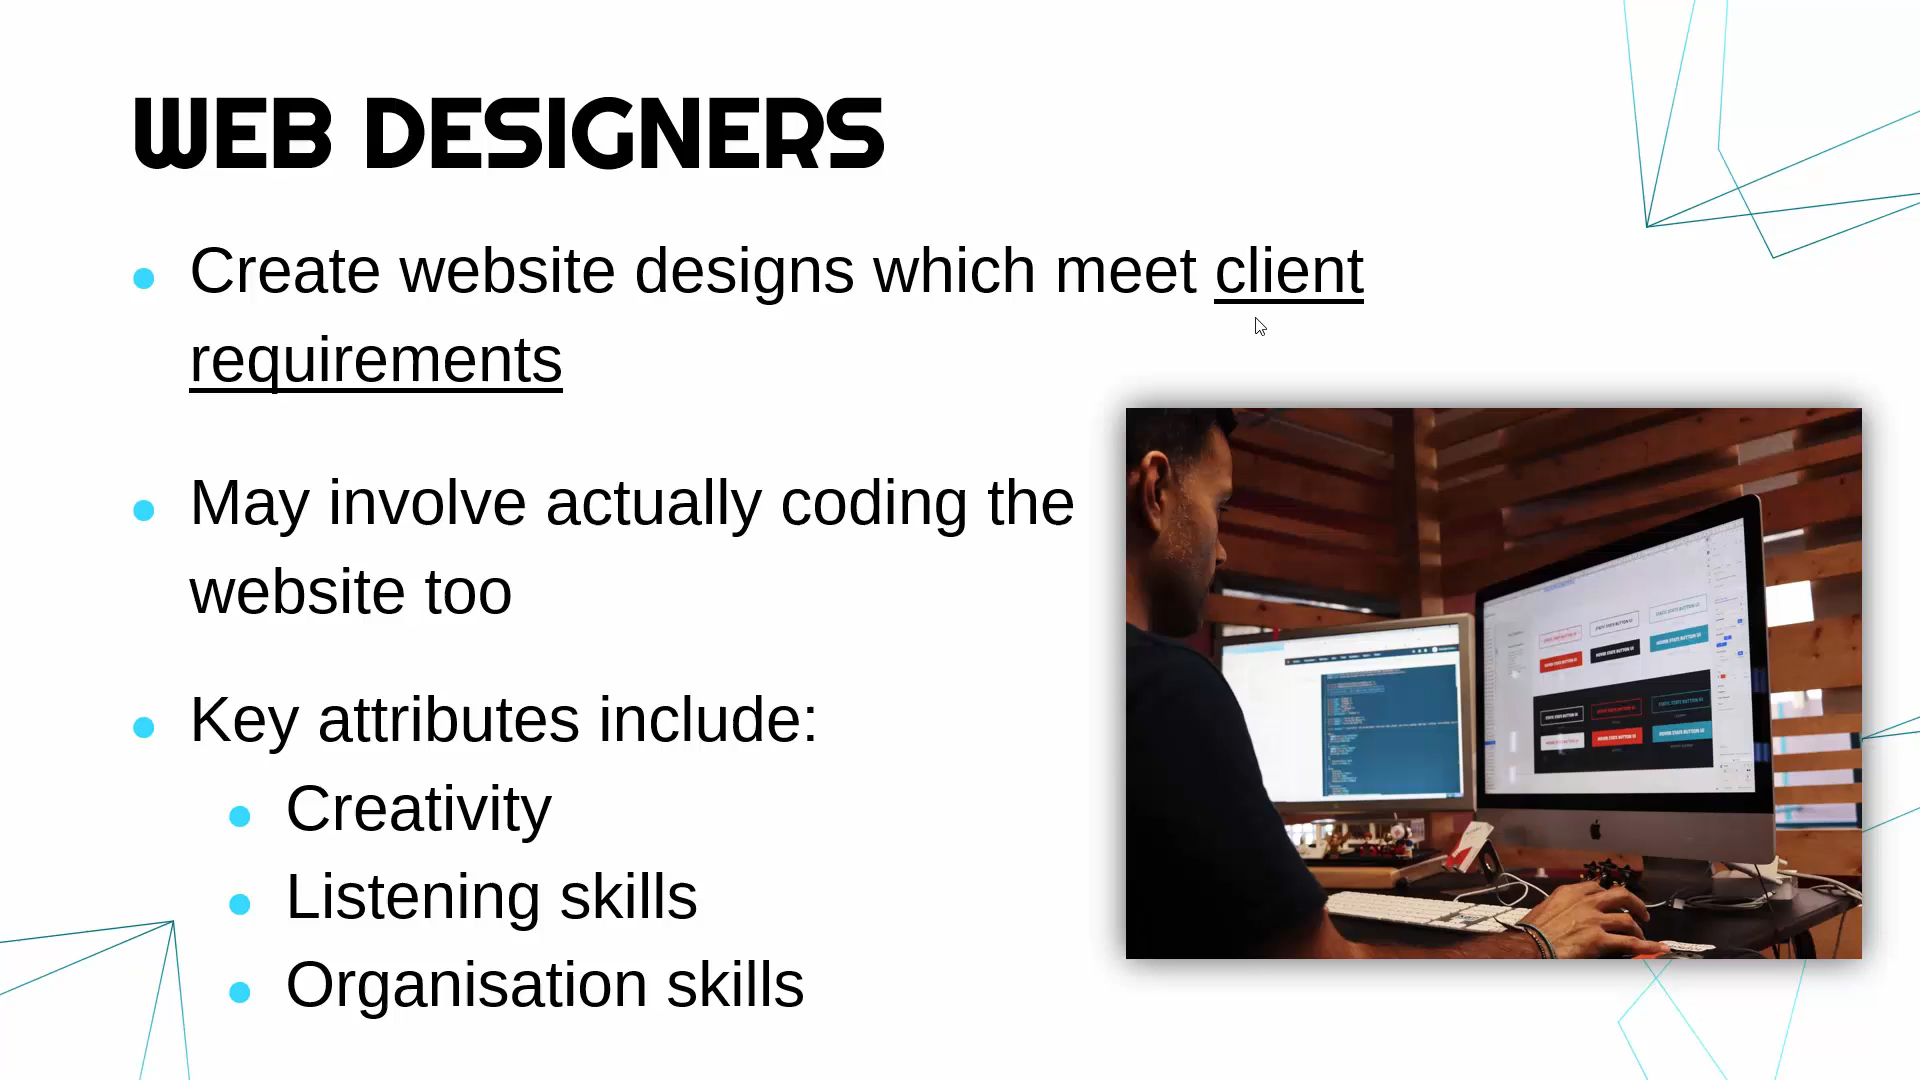 WEB DESIGNERS
Create website designs which meet client
requirements
May involve actually coding the
website too
Key attributes include:
Creativity
Listening skills
Organisation skills